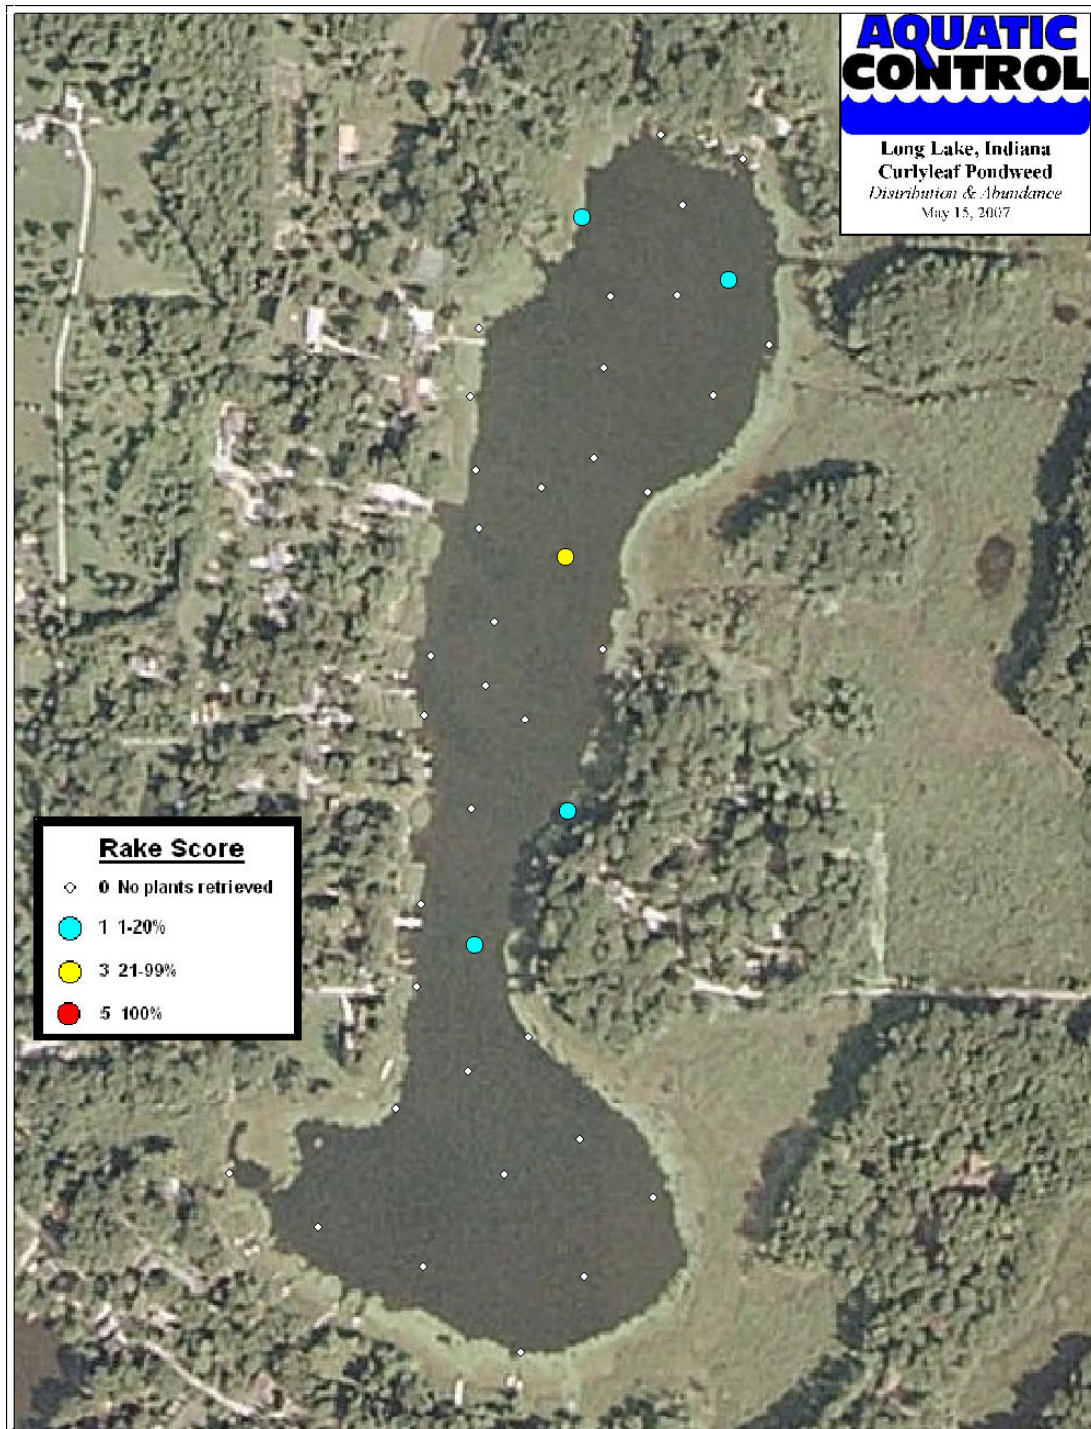 AQUATIC
CONTROL
Long Lake, Indiana
Curlyleaf Pondweed
Distribution & Abundance
May 15, 2007
Rake Score
0 No plants retrieved
1 1-20%
3 21-99%
5 100%